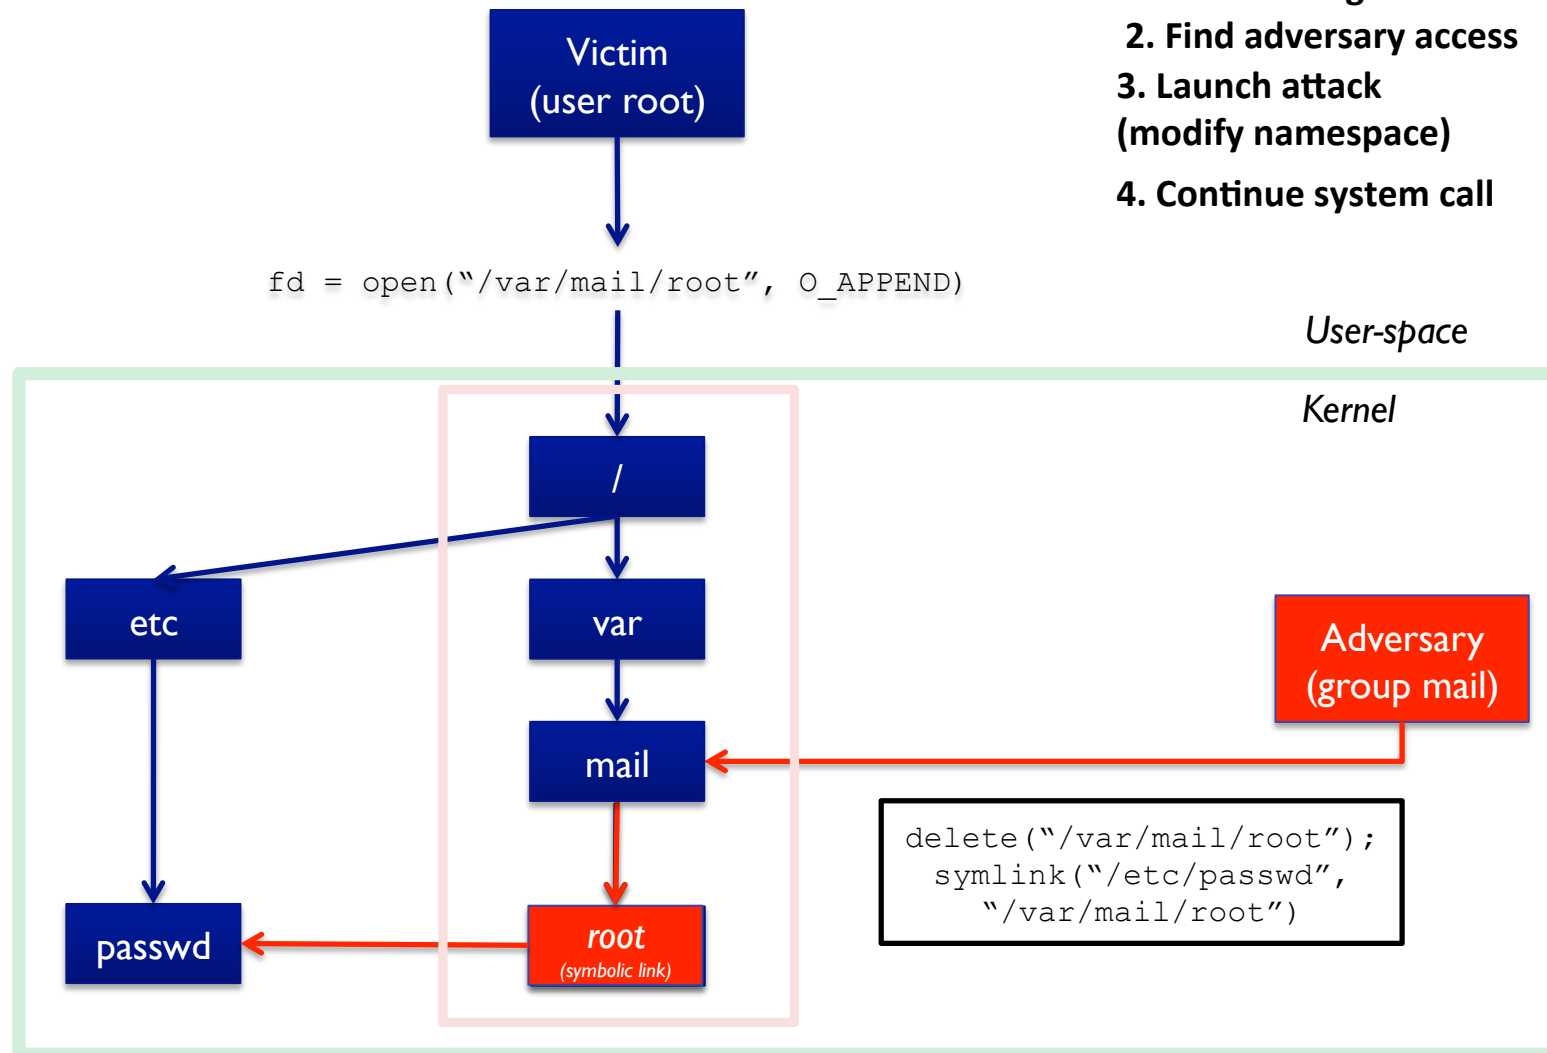 2. Find adversary access
3. Launch attack
(modify namespace)
4. Continue system call
Victim
(user root)
fd = open(“/var/mail/root”, O_APPEND)
User-space
Kernel
/
etc
var
Adversary
(group mail)
mail
delete(“/var/mail/root”);
symlink(“/etc/passwd”,
“/var/mail/root”)
passwd
root
(symbolic link)